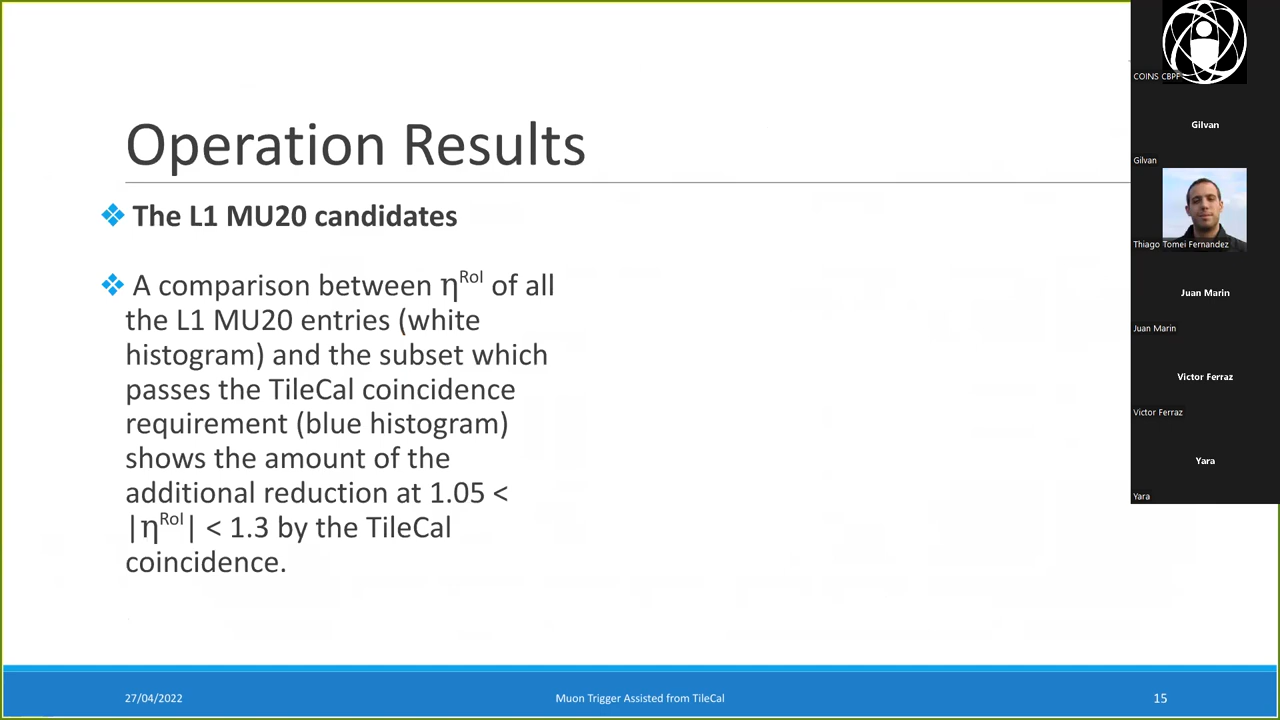 Operation Results
❖ The L1 MU20 candidates
❖ A comparison between η^RoI of all
the L1 MU20 entries (white
histogram) and the subset which
passes the TileCal coincidence
requirement (blue histogram)
shows the amount of the
additional reduction at 1.05 <
|η^RoI| < 1.3 by the TileCal
coincidence.
27/04/2022
Muon Trigger Assisted from TileCal
15
COINS CBPF
Gilvan
Gilvan
Thiago Tomei Fernandez
Juan Marin
Juan Marin
Victor Ferraz
Victor Ferraz
Yara
Yara